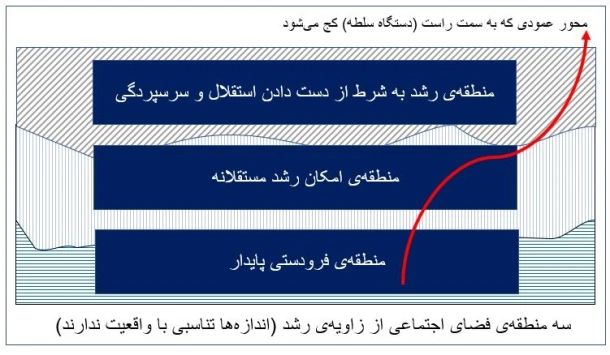 محور عمودی که به سمت راست (دستگاه سلطه) کج می‌شود
منطقه‌ی رشد به شرط از دست دادن استقلال و سرسپردگی
منطقه‌ی امکان رشد مستقلانه
منطقه‌ی فرودستی پایدار
سه منطقه‌ی فضای اجتماعی از زاویه‌ی رشد (اندازه‌ها تناسبی با واقعیت ندارند)